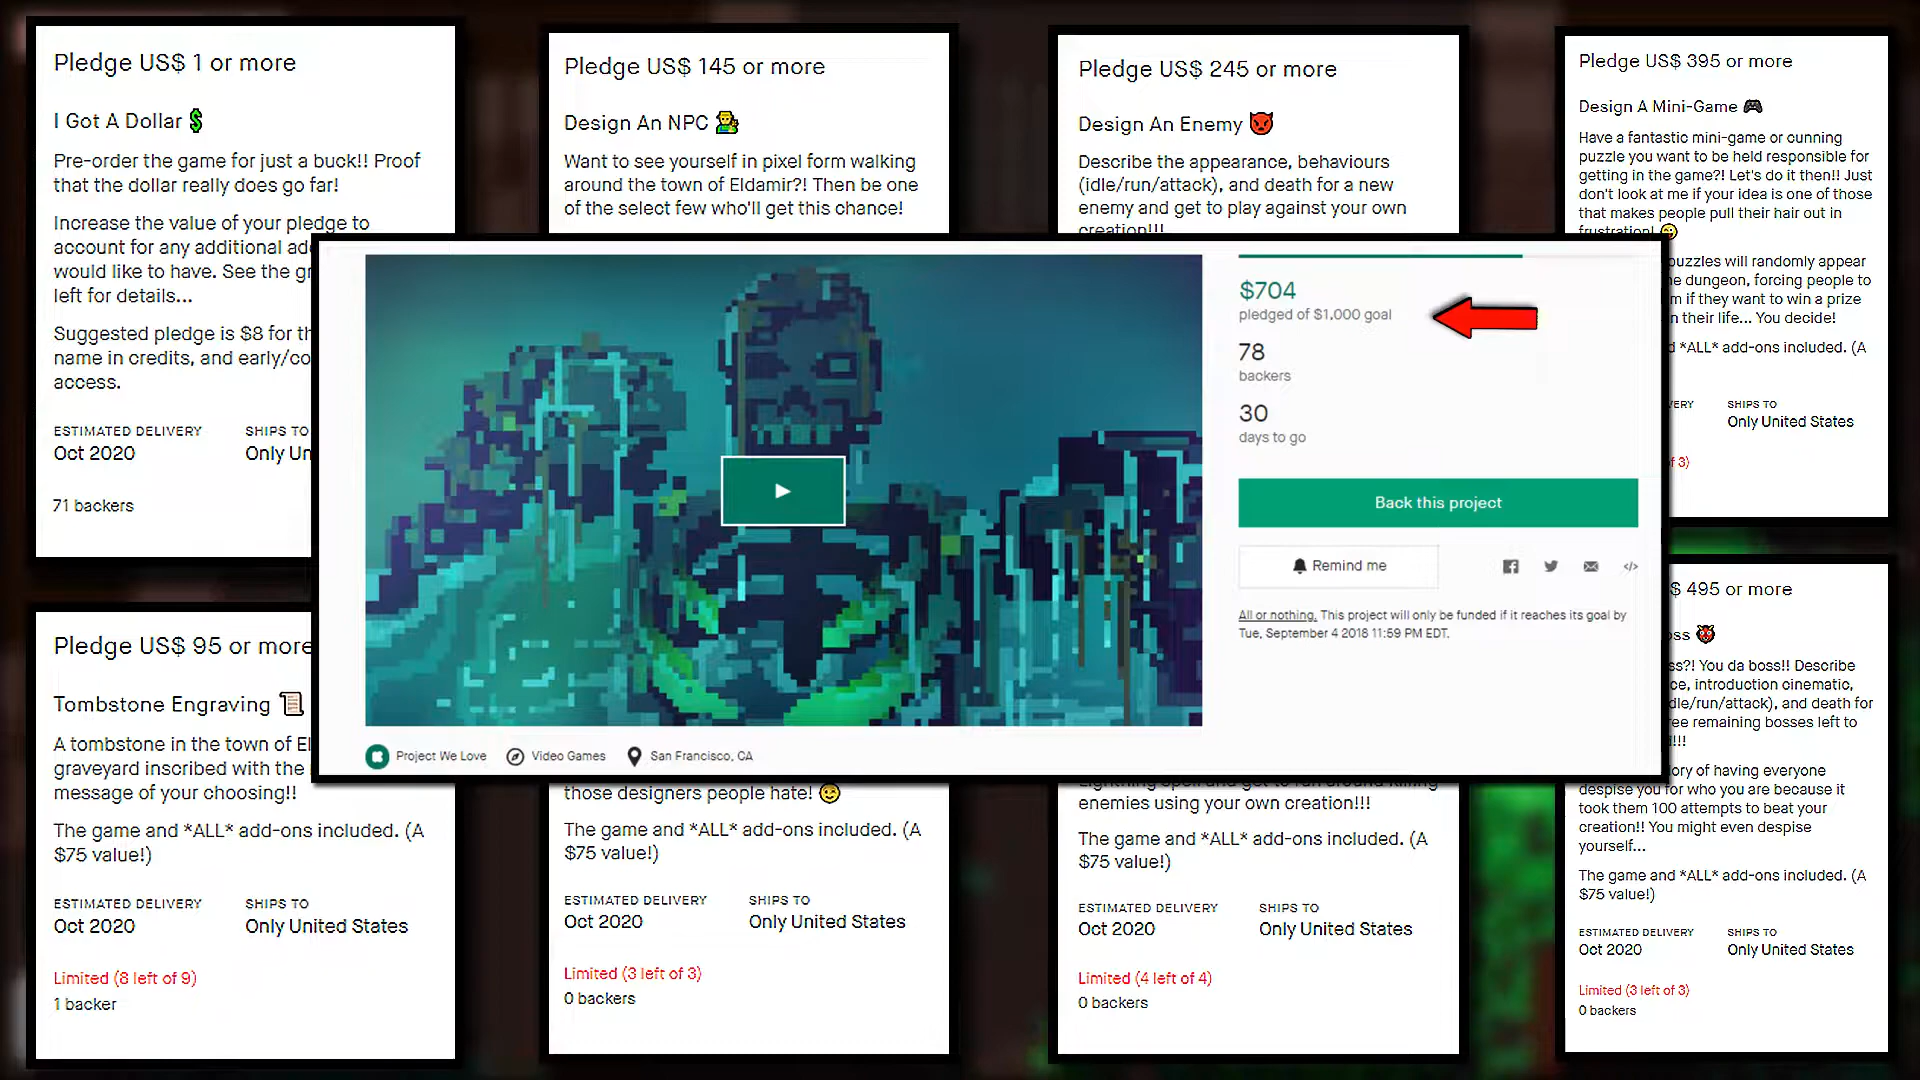 Pledge US$ 1 or more
I Got A Dollar
Pre-order the game for just a buck!! Proof
that the dollar really does go far!
Increase the value of your pledge to
account for any additional
would like to have. See the
left for details...
Suggested pledge is $8 for
name in credits, and
access.
ESTIMATED DELIVERY
SHIPS TO
Oct 2020
71 backers
Pledge US$ 145 or more
Design An NPC
Want to see yourself in pixel form walking
around the town of Eldamir?! Then be one
of the select few who'll get this chance!
Pledge US$ 245 or more
Design An Enemy
Describe the appearance, behaviours
(idle/run/attack), and death for a new
enemy and get to play against your own
creation!!!
Pledge US$ 395 or more
Design A Mini-Game
Have a fantastic mini-game or cunning
puzzle you want to be held responsible for
getting in the game?! Let's do it then!! Just
don't look at me if your idea is one of those
that makes people pull their hair out in
frustration!
puzzles will randomly appear
dungeon, forcing people to
if they want to win a prize
their life... You decide!
*ALL* add-ons included. (A
SHIPS TO
Only United States
3)
$704
pledged of $1,000 goal
78
backers
30
days to go
Back this project
Remind me
</>
All or nothing. This project will only be funded if it reaches its goal by
Tue, September 4 2018 11:59 PM EDT.
Project We Love
Video Games
San Francisco, CA
Pledge US$ 95 or more
Tombstone Engraving
A tombstone in the town of
graveyard inscribed with the
message of your choosing!!
The game and *ALL* add-ons included. (A
$75 value!)
ESTIMATED DELIVERY
SHIPS TO
Oct 2020
Only United States
Limited (8 left of 9)
1 backer
those designers people hate!
The game and *ALL* add-ons included. (A
$75 value!)
ESTIMATED DELIVERY
SHIPS TO
Oct 2020
Only United States
Limited (3 left of 3)
0 backers
enemies using your own creation!!!
The game and *ALL* add-ons included. (A
$75 value!)
ESTIMATED DELIVERY
SHIPS TO
Oct 2020
Only United States
Limited (4 left of 4)
0 backers
$ 495 or more
You da boss!! Describe
introduction cinematic,
and death for
remaining bosses left to
!!!
of having everyone
despise you for who you are because it
took them 100 attempts to beat your
creation!! You might even despise
yourself...
The game and *ALL* add-ons included. (A
$75 value!)
ESTIMATED DELIVERY
SHIPS TO
Oct 2020
Only United States
Limited (3 left of 3)
0 backers